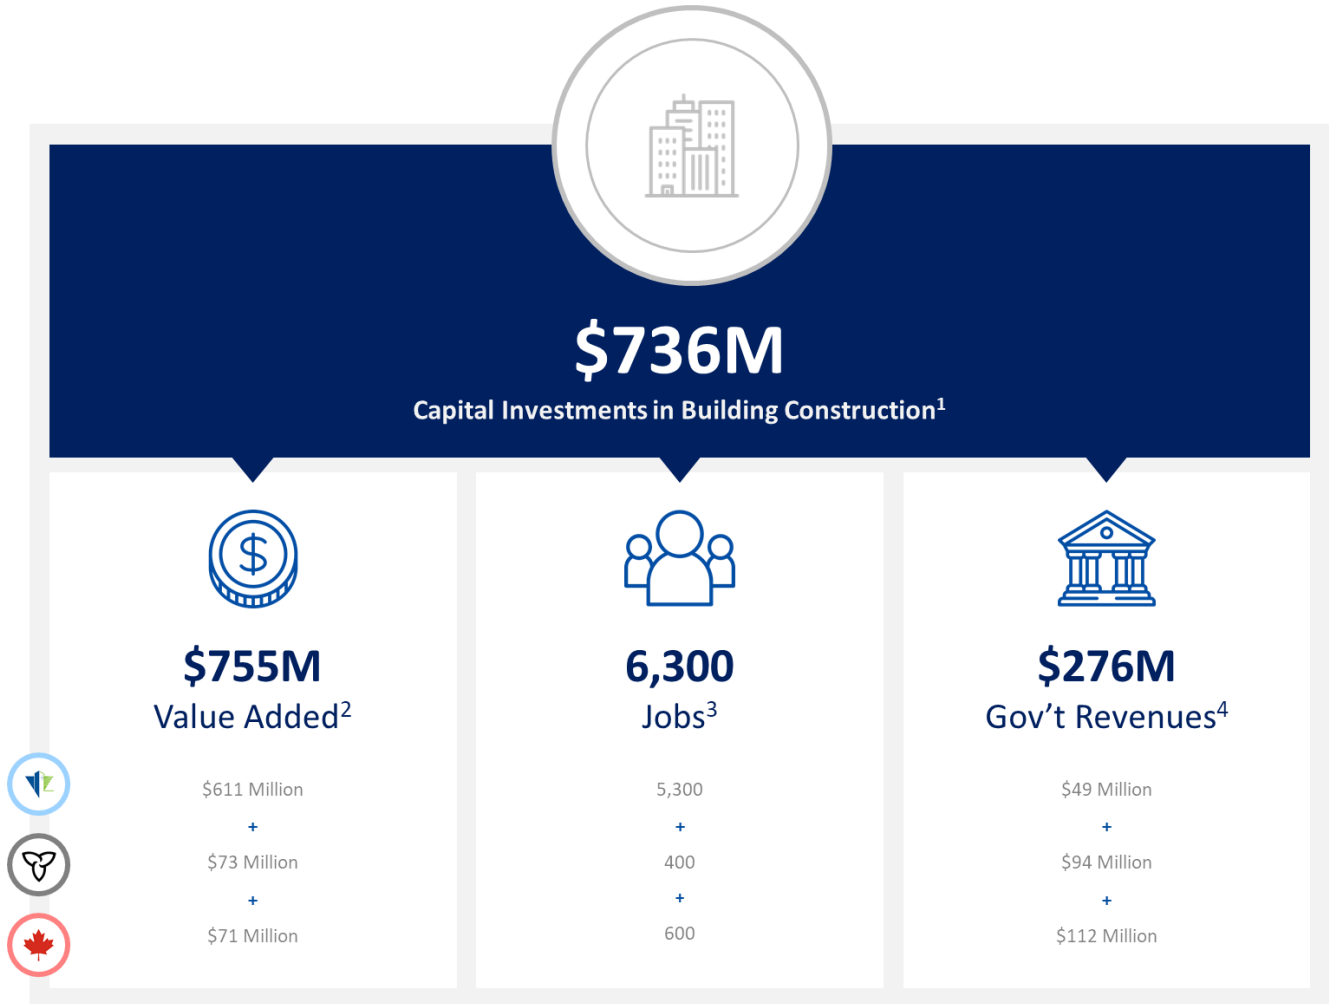 $736M
Capital Investments in Building Construction¹
$755M
Value Added²
$611 Million
+
$73 Million
+
$71 Million
6,300
Jobs³
5,300
+
400
+
600
$276M
Gov't Revenues⁴
$49 Million
+
$94 Million
+
$112 Million